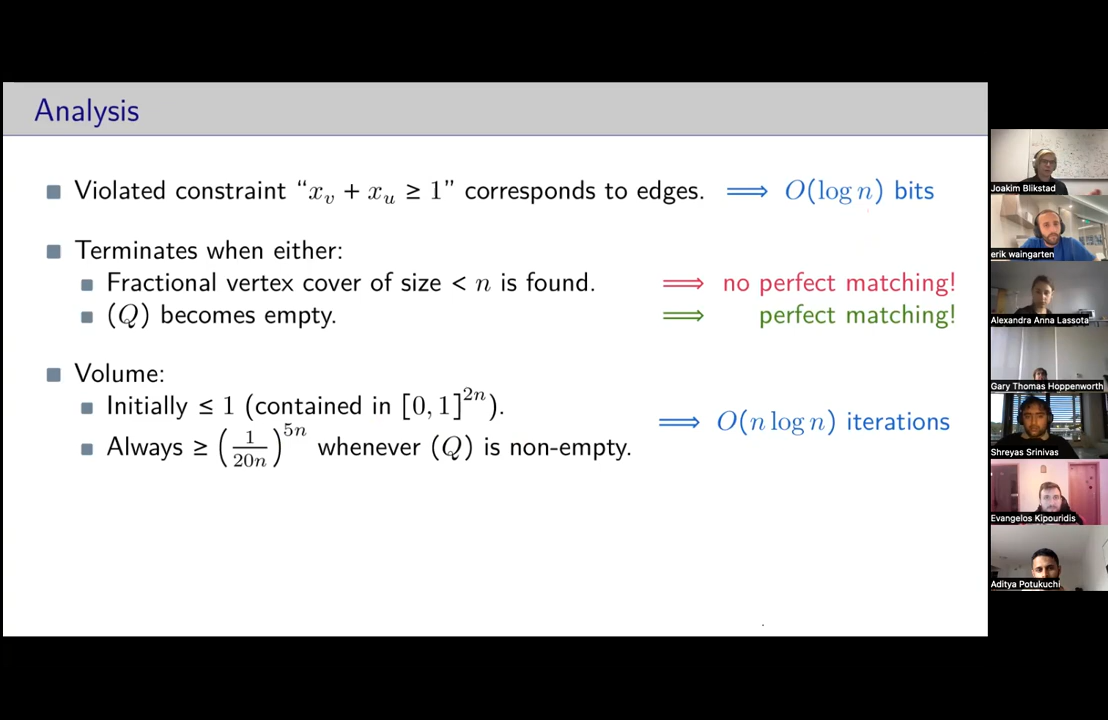 Analysis
Violated constraint “x_v + x_u ≥ 1” corresponds to edges. ⟹ O(log n) bits
Terminates when either:
Fractional vertex cover of size < n is found. ⟹ no perfect matching!
(Q) becomes empty. ⟹ perfect matching!
Volume:
Initially ≤ 1 (contained in [0, 1]^{2n}).
⟹ O(n log n) iterations
Always ≥ (1/20n)^{5n} whenever (Q) is non-empty.
Joakim Blikstad
erik waingarten
Alexandra Anna Lassota
Gary Thomas Hoppenworth
Shreyas Srinivas
Evangelos Kipouridis
Aditya Potukuchi